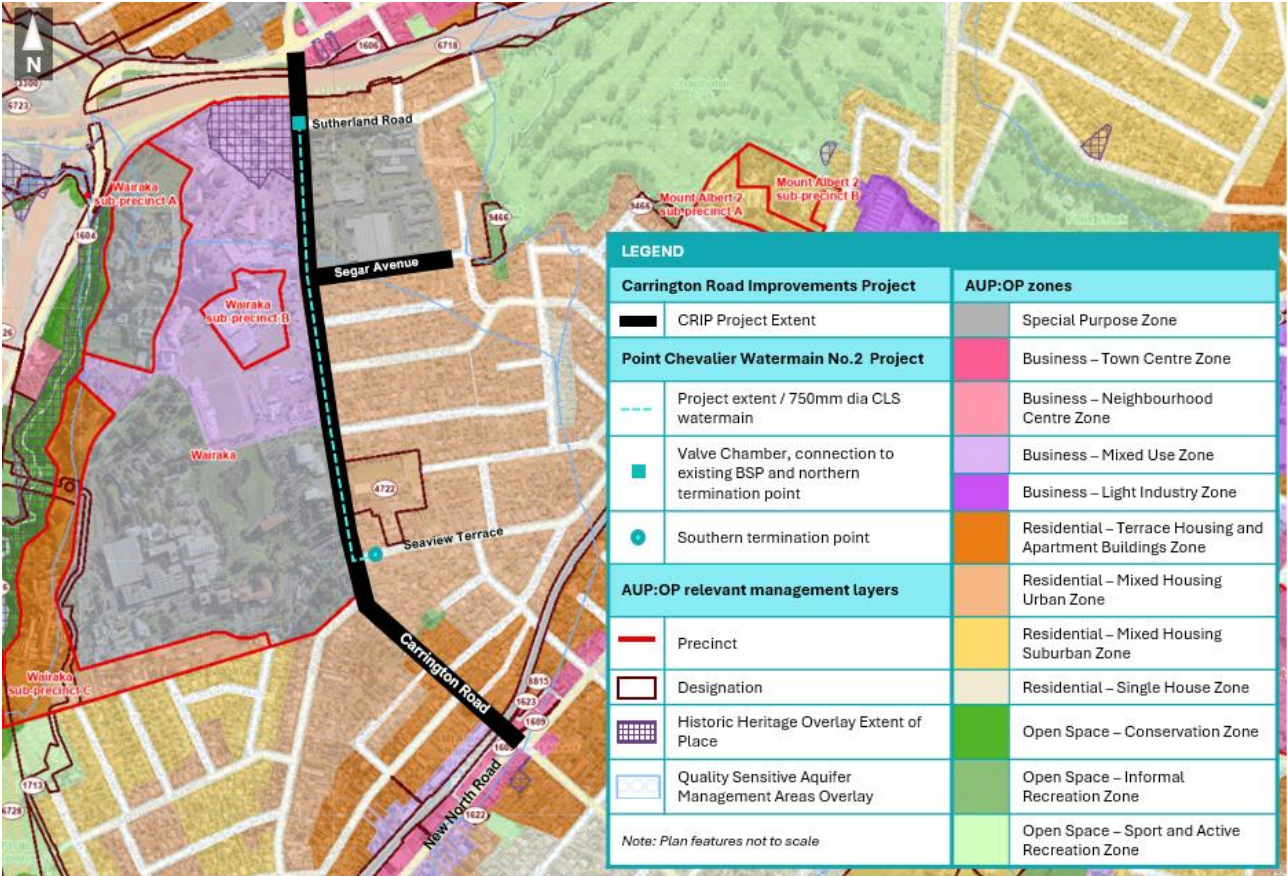 N
1606
6718
3300
6723
Sutherland Road
Wairaka
sub-precinct A
1604
Segar Avenue
9466
9466
Mount Albert 2
sub-precinct A
Mount Albert 2
sub-precinct B
Wairaka
sub-precinct B
26
Wairaka
4722
Seaview Terrace
Carrington Road
Wairaka
sub-precinct C
8815
1623
1609
New North Road
1622
1713
6728
LEGEND
Carrington Road Improvements Project
CRIP Project Extent
Point Chevalier Watermain No.2 Project
Project extent / 750mm dia CLS
watermain
Valve Chamber, connection to
existing BSP and northern
termination point
Southern termination point
AUP:OP relevant management layers
Precinct
Designation
Historic Heritage Overlay Extent of
Place
Quality Sensitive Aquifer
Management Areas Overlay
Note: Plan features not to scale
AUP:OP zones
Special Purpose Zone
Business – Town Centre Zone
Business – Neighbourhood
Centre Zone
Business – Mixed Use Zone
Business – Light Industry Zone
Residential – Terrace Housing and
Apartment Buildings Zone
Residential – Mixed Housing
Urban Zone
Residential – Mixed Housing
Suburban Zone
Residential – Single House Zone
Open Space – Conservation Zone
Open Space – Informal
Recreation Zone
Open Space – Sport and Active
Recreation Zone